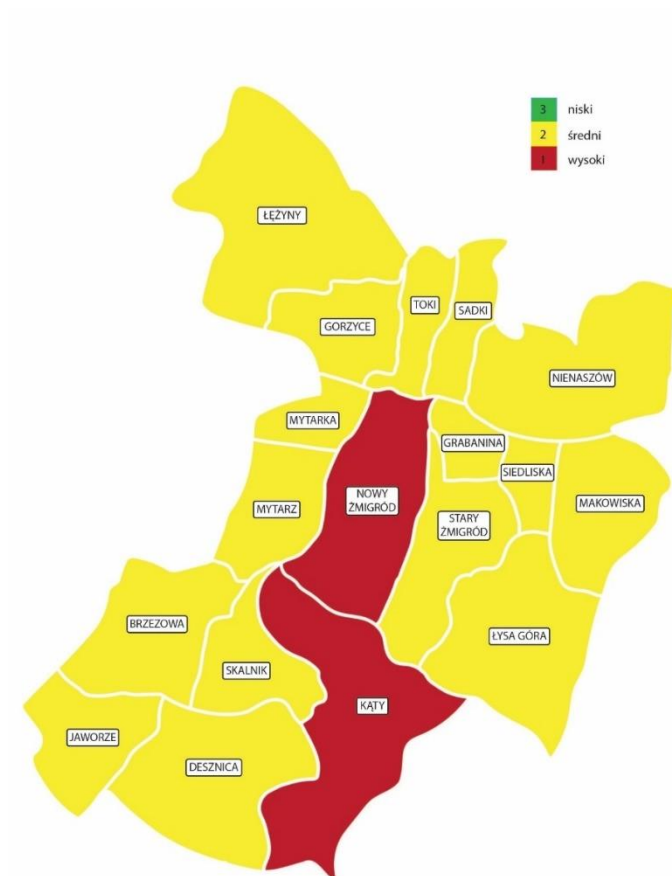 3 niski
2 średni
1 wysoki
ŁĘŻYNY
TOKI
SADKI
GORZYCE
NIENASZÓW
MYTARKA
GRABANINA
SIEDLISKA
NOWY
ŻMIGRÓD
MAKOWISKA
MYTARZ
STARY
ŻMIGRÓD
BRZEZOWA
ŁYSA GÓRA
SKALNIK
KĄTY
JAWORZE
DESZNICA